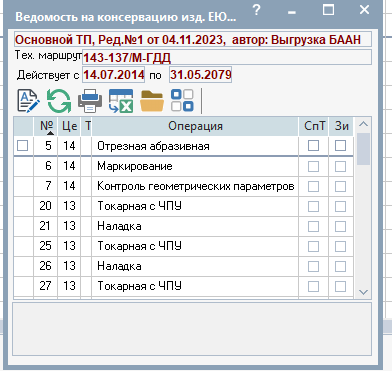 Ведомость на консервацию изд. ЕЮ... ?
Основной ТП, Ред.№1 от 04.11.2023, автор: Выгрузка БААН
Тех. маршрут 143-137/М-ГДД
Действует с 14.07.2014 по 31.05.2079
№ Це Т Операция СпТ Зи
5 14 Отрезная абразивная
6 14 Маркирование
7 14 Контроль геометрических параметров
20 13 Токарная с ЧПУ
21 13 Наладка
25 13 Токарная с ЧПУ
26 13 Наладка
27 13 Токарная с ЧПУ